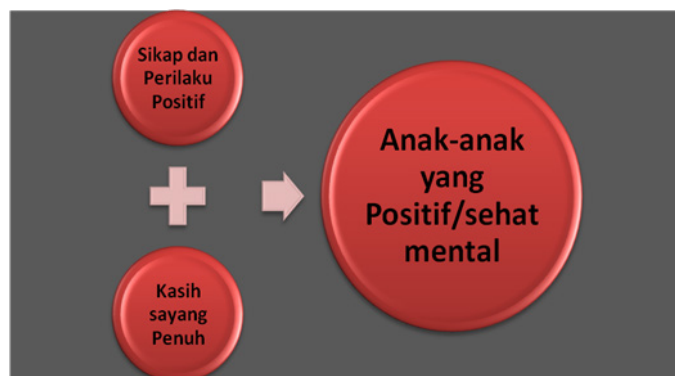 Sikap dan
Perilaku
Positif
Kasih
sayang
Penuh
Anak-anak
yang
Positif/sehat
mental